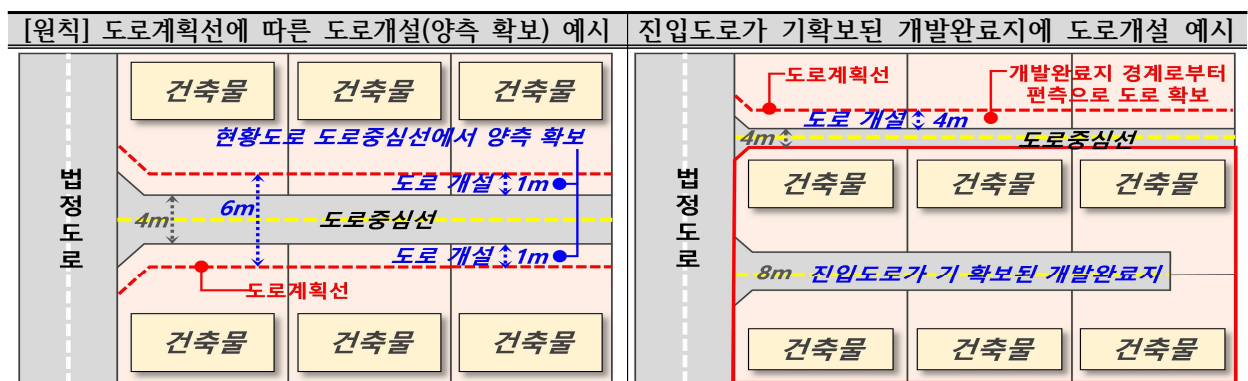 [원칙] 도로계획선에 따른 도로개설(양측 확보) 예시
건축물 건축물 건축물
현황도로 도로중심선에서 양측 확보
도로 개설 1m
법정도로
4m
6m
도로중심선
도로 개설 1m
도로계획선
건축물 건축물 건축물
진입도로가 기확보된 개발완료지에 도로개설 예시
도로계획선
개발완료지 경계로부터
편측으로 도로 확보
도로 개설 4m
4m
도로중심선
건축물 건축물 건축물
법정도로
8m 진입도로가 기 확보된 개발완료지
건축물 건축물 건축물